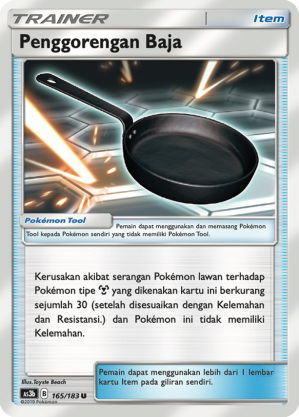 TRAINER Item
Penggorengan Baja
Pokémon Tool
Pemain dapat menggunakan dan memasang Pokémon
Tool kepada Pokémon sendiri yang tidak memiliki Pokémon Tool.
Kerusakan akibat serangan Pokémon lawan terhadap
Pokémon tipe yang dikenakan kartu ini berkurang
sejumlah 30 (setelah disesuaikan dengan Kelemahan
dan Resistansi.) dan Pokémon ini tidak memiliki
Kelemahan.
Pemain dapat menggunakan lebih dari 1 lembar
kartu Item pada giliran sendiri.
Illus. Toyste Beach
AS3b B 165/183 U
©2019 Pokémon